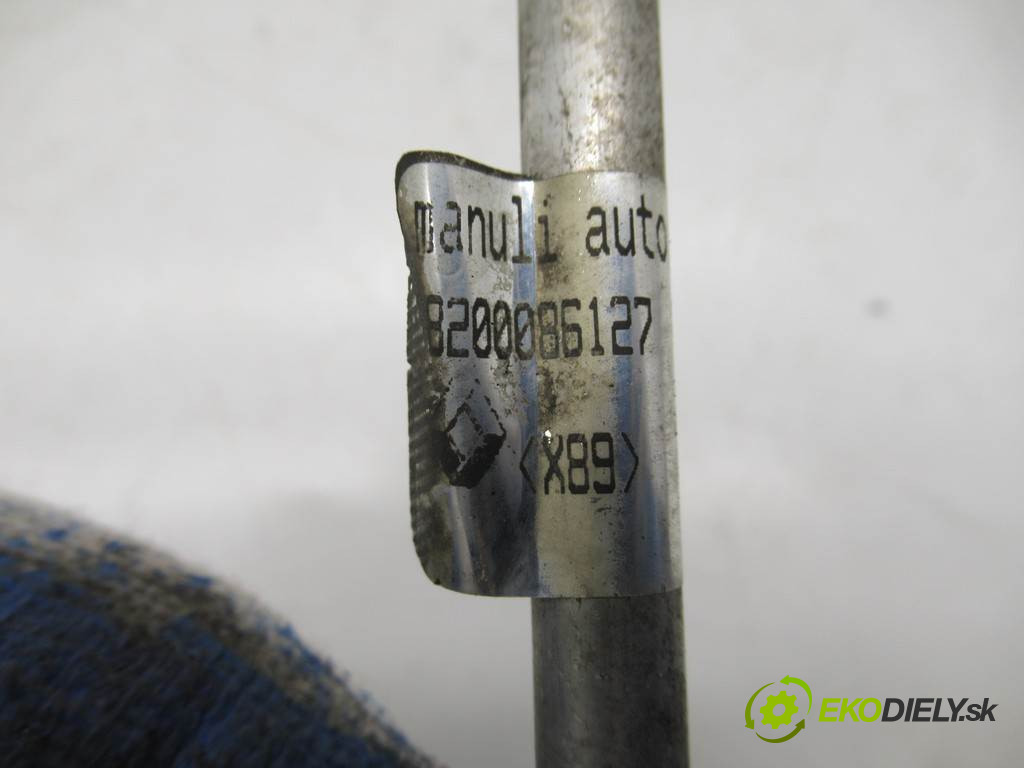 manuli auto
8200086127
<X89>
EKODIELY.sk